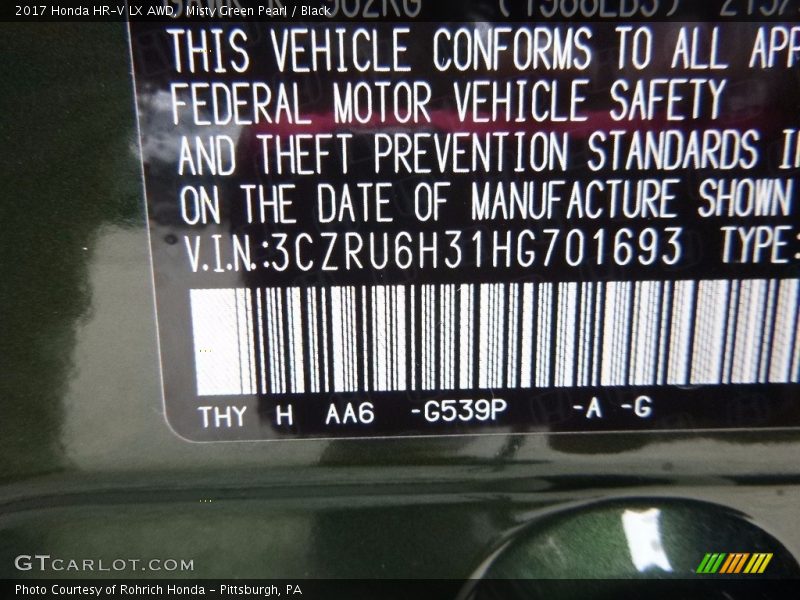 2017 Honda HR-V LX AWD, Misty Green Pearl / Black
THIS VEHICLE CONFORMS TO ALL APP
FEDERAL MOTOR VEHICLE SAFETY
AND THEFT PREVENTION STANDARDS I
ON THE DATE OF MANUFACTURE SHOWN
V.I.N.:3CZRU6H31HG701693 TYPE:
THY H AA6 -G539P -A -G
GTCARLOT.COM
Photo Courtesy of Rohrich Honda - Pittsburgh, PA